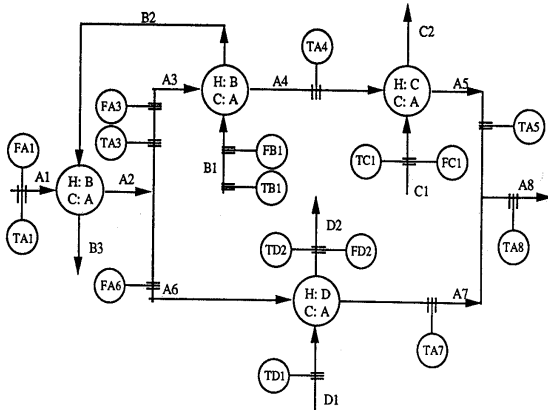 B2
C2
TA4
A3
H: B
C: A
A4
H: C
C: A
A5
FA3
TA3
TA5
FA1
B1
FB1
TB1
TC1
FC1
C1
A1
H: B
C: A
A2
A8
TA1
D2
TD2
FD2
TA8
B3
FA6
A6
H: D
C: A
A7
TA7
TD1
D1